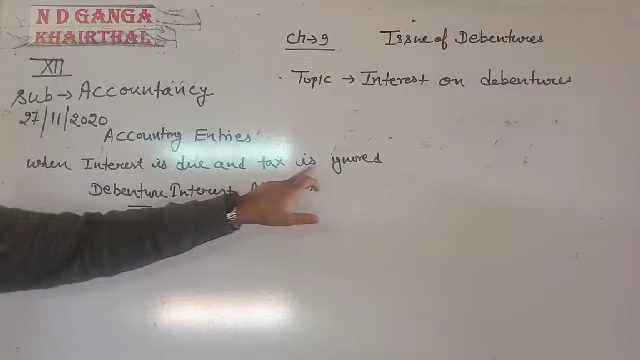 N D GANGA
KHAIRTHAL
XII
Sub → Accountancy
27/11/2020
Ch → 9 Issue of Debentures
Topic → Interest on debentures
Accounting Entries
when Interest is due and tax is ignored
Debenture Interest